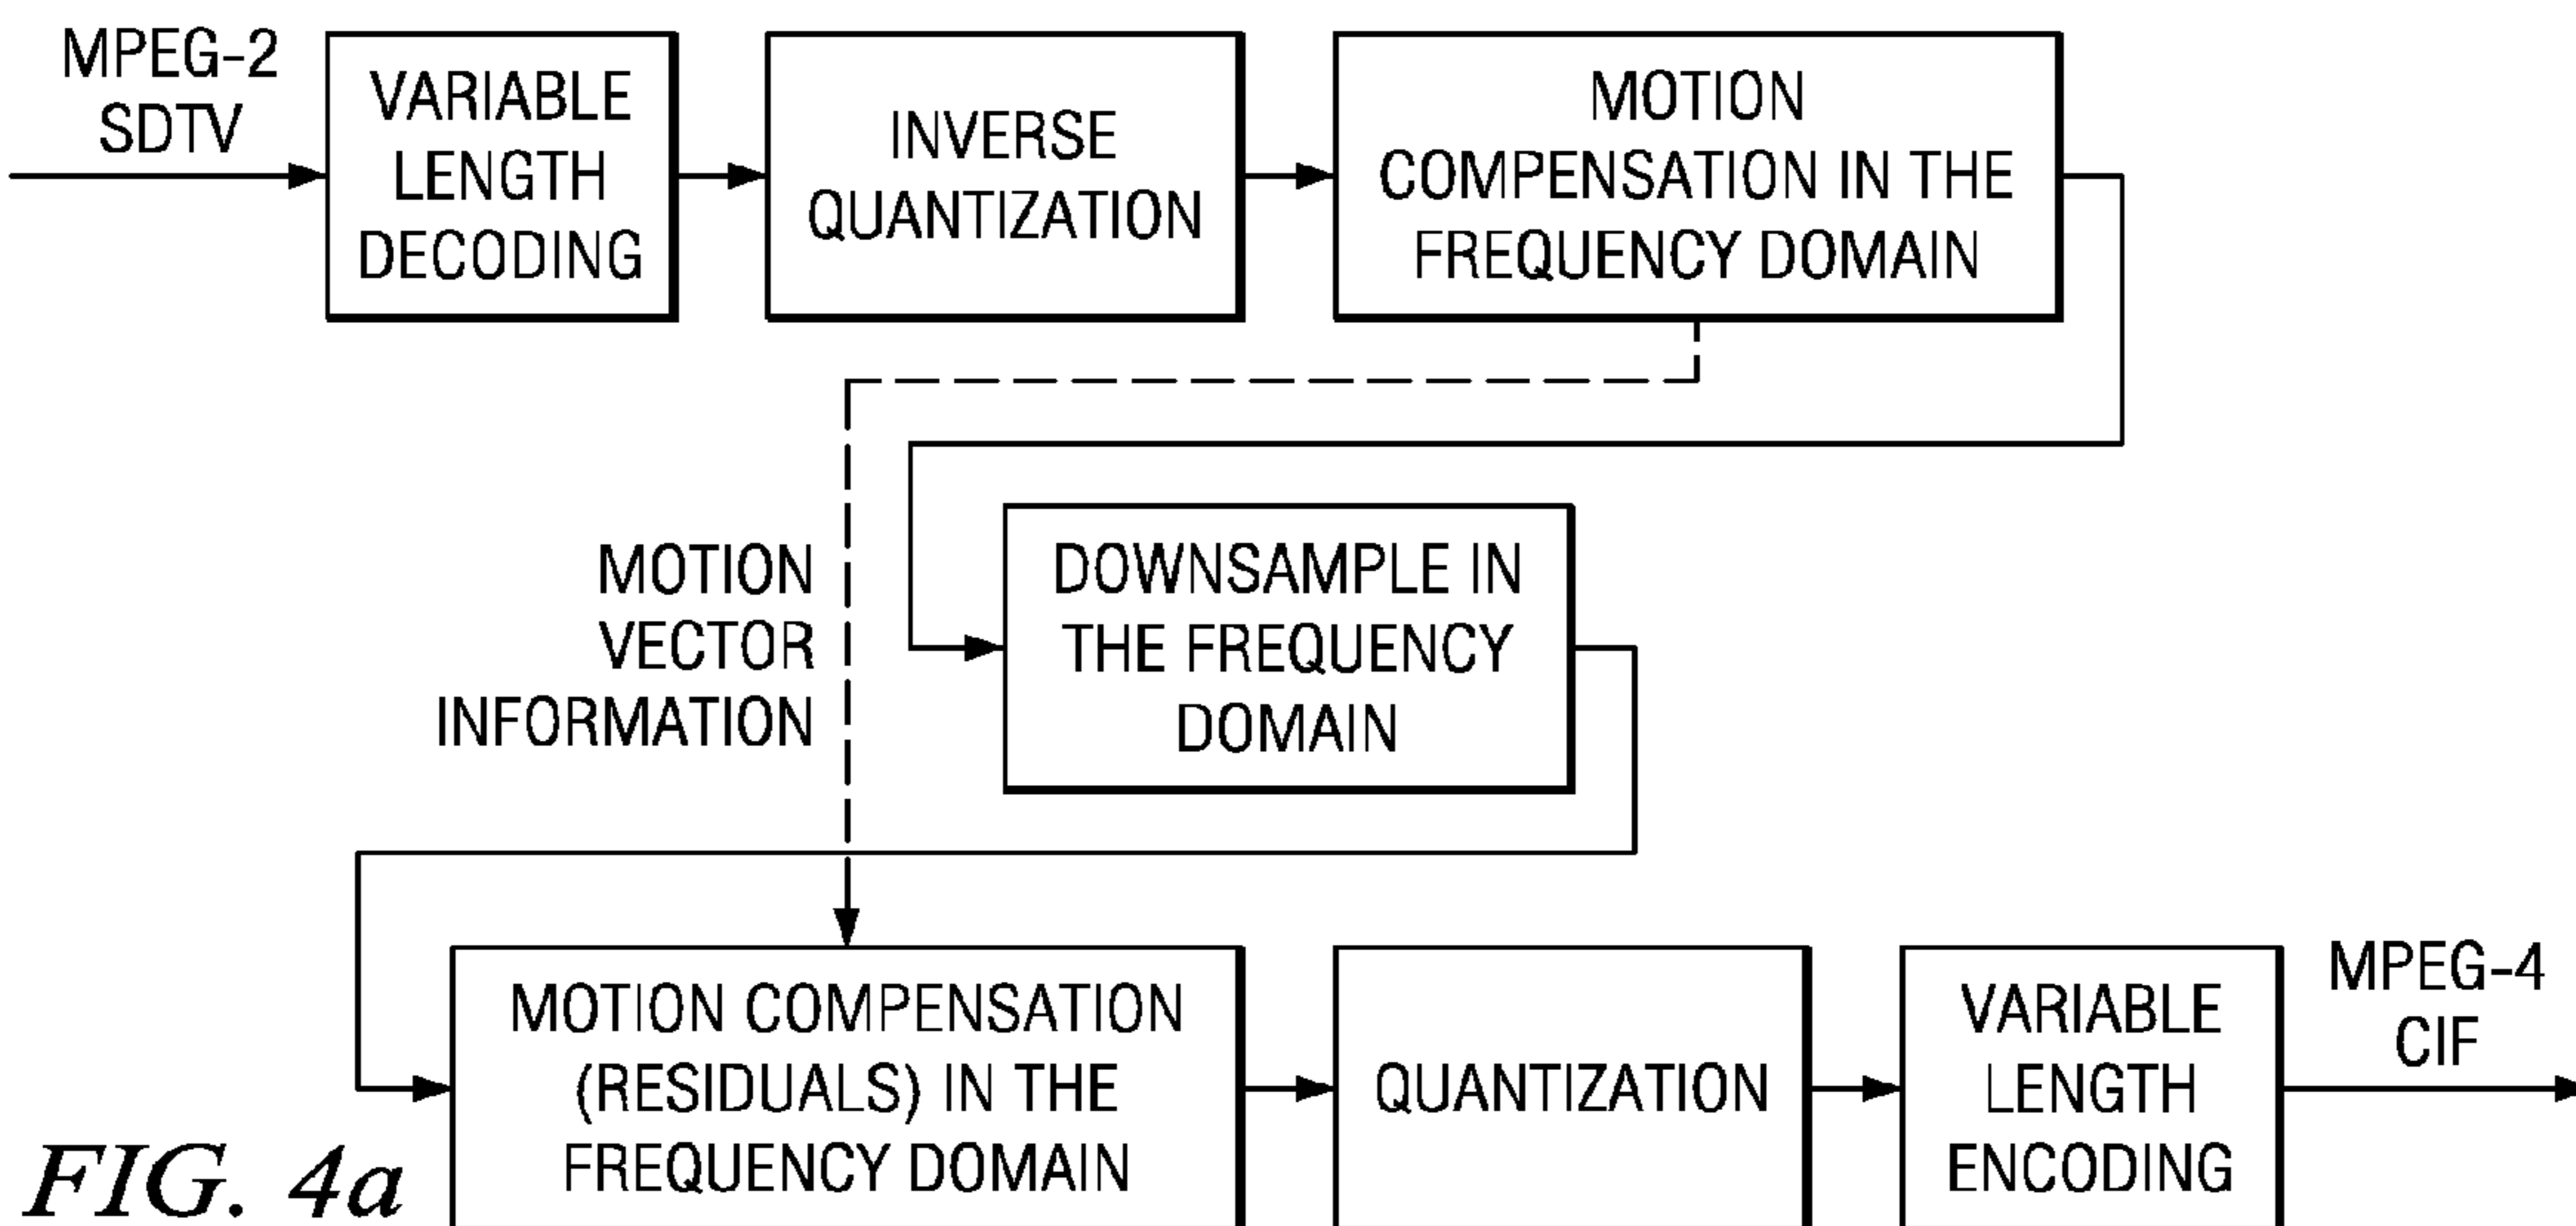 MPEG-2
SDTV
VARIABLE
LENGTH
DECODING
INVERSE
QUANTIZATION
MOTION
COMPENSATION IN THE
FREQUENCY DOMAIN
MOTION
VECTOR
INFORMATION
DOWNSAMPLE IN
THE FREQUENCY
DOMAIN
MOTION COMPENSATION
(RESIDUALS) IN THE
FREQUENCY DOMAIN
QUANTIZATION
VARIABLE
LENGTH
ENCODING
MPEG-4
CIF
FIG. 4a